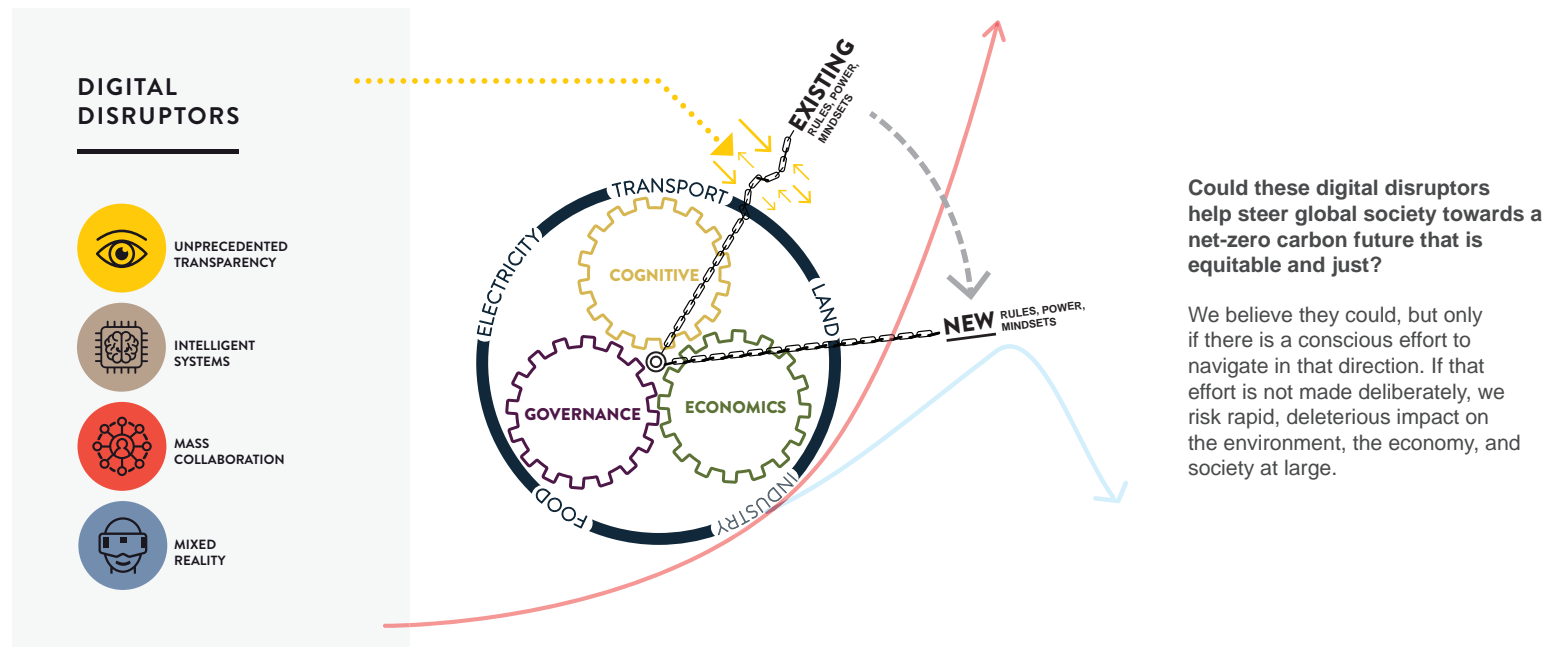 DIGITAL
DISRUPTORS
UNPRECEDENTED
TRANSPARENCY
INTELLIGENT
SYSTEMS
MASS
COLLABORATION
MIXED
REALITY
EXISTING
RULES, POWER,
MINDSETS
TRANSPORT
ELECTRICITY
LAND
INDUSTRY
FOOD
COGNITIVE
GOVERNANCE
ECONOMICS
NEW
RULES, POWER,
MINDSETS
Could these digital disruptors
help steer global society towards a
net-zero carbon future that is
equitable and just?
We believe they could, but only
if there is a conscious effort to
navigate in that direction. If that
effort is not made deliberately, we
risk rapid, deleterious impact on
the environment, the economy, and
society at large.